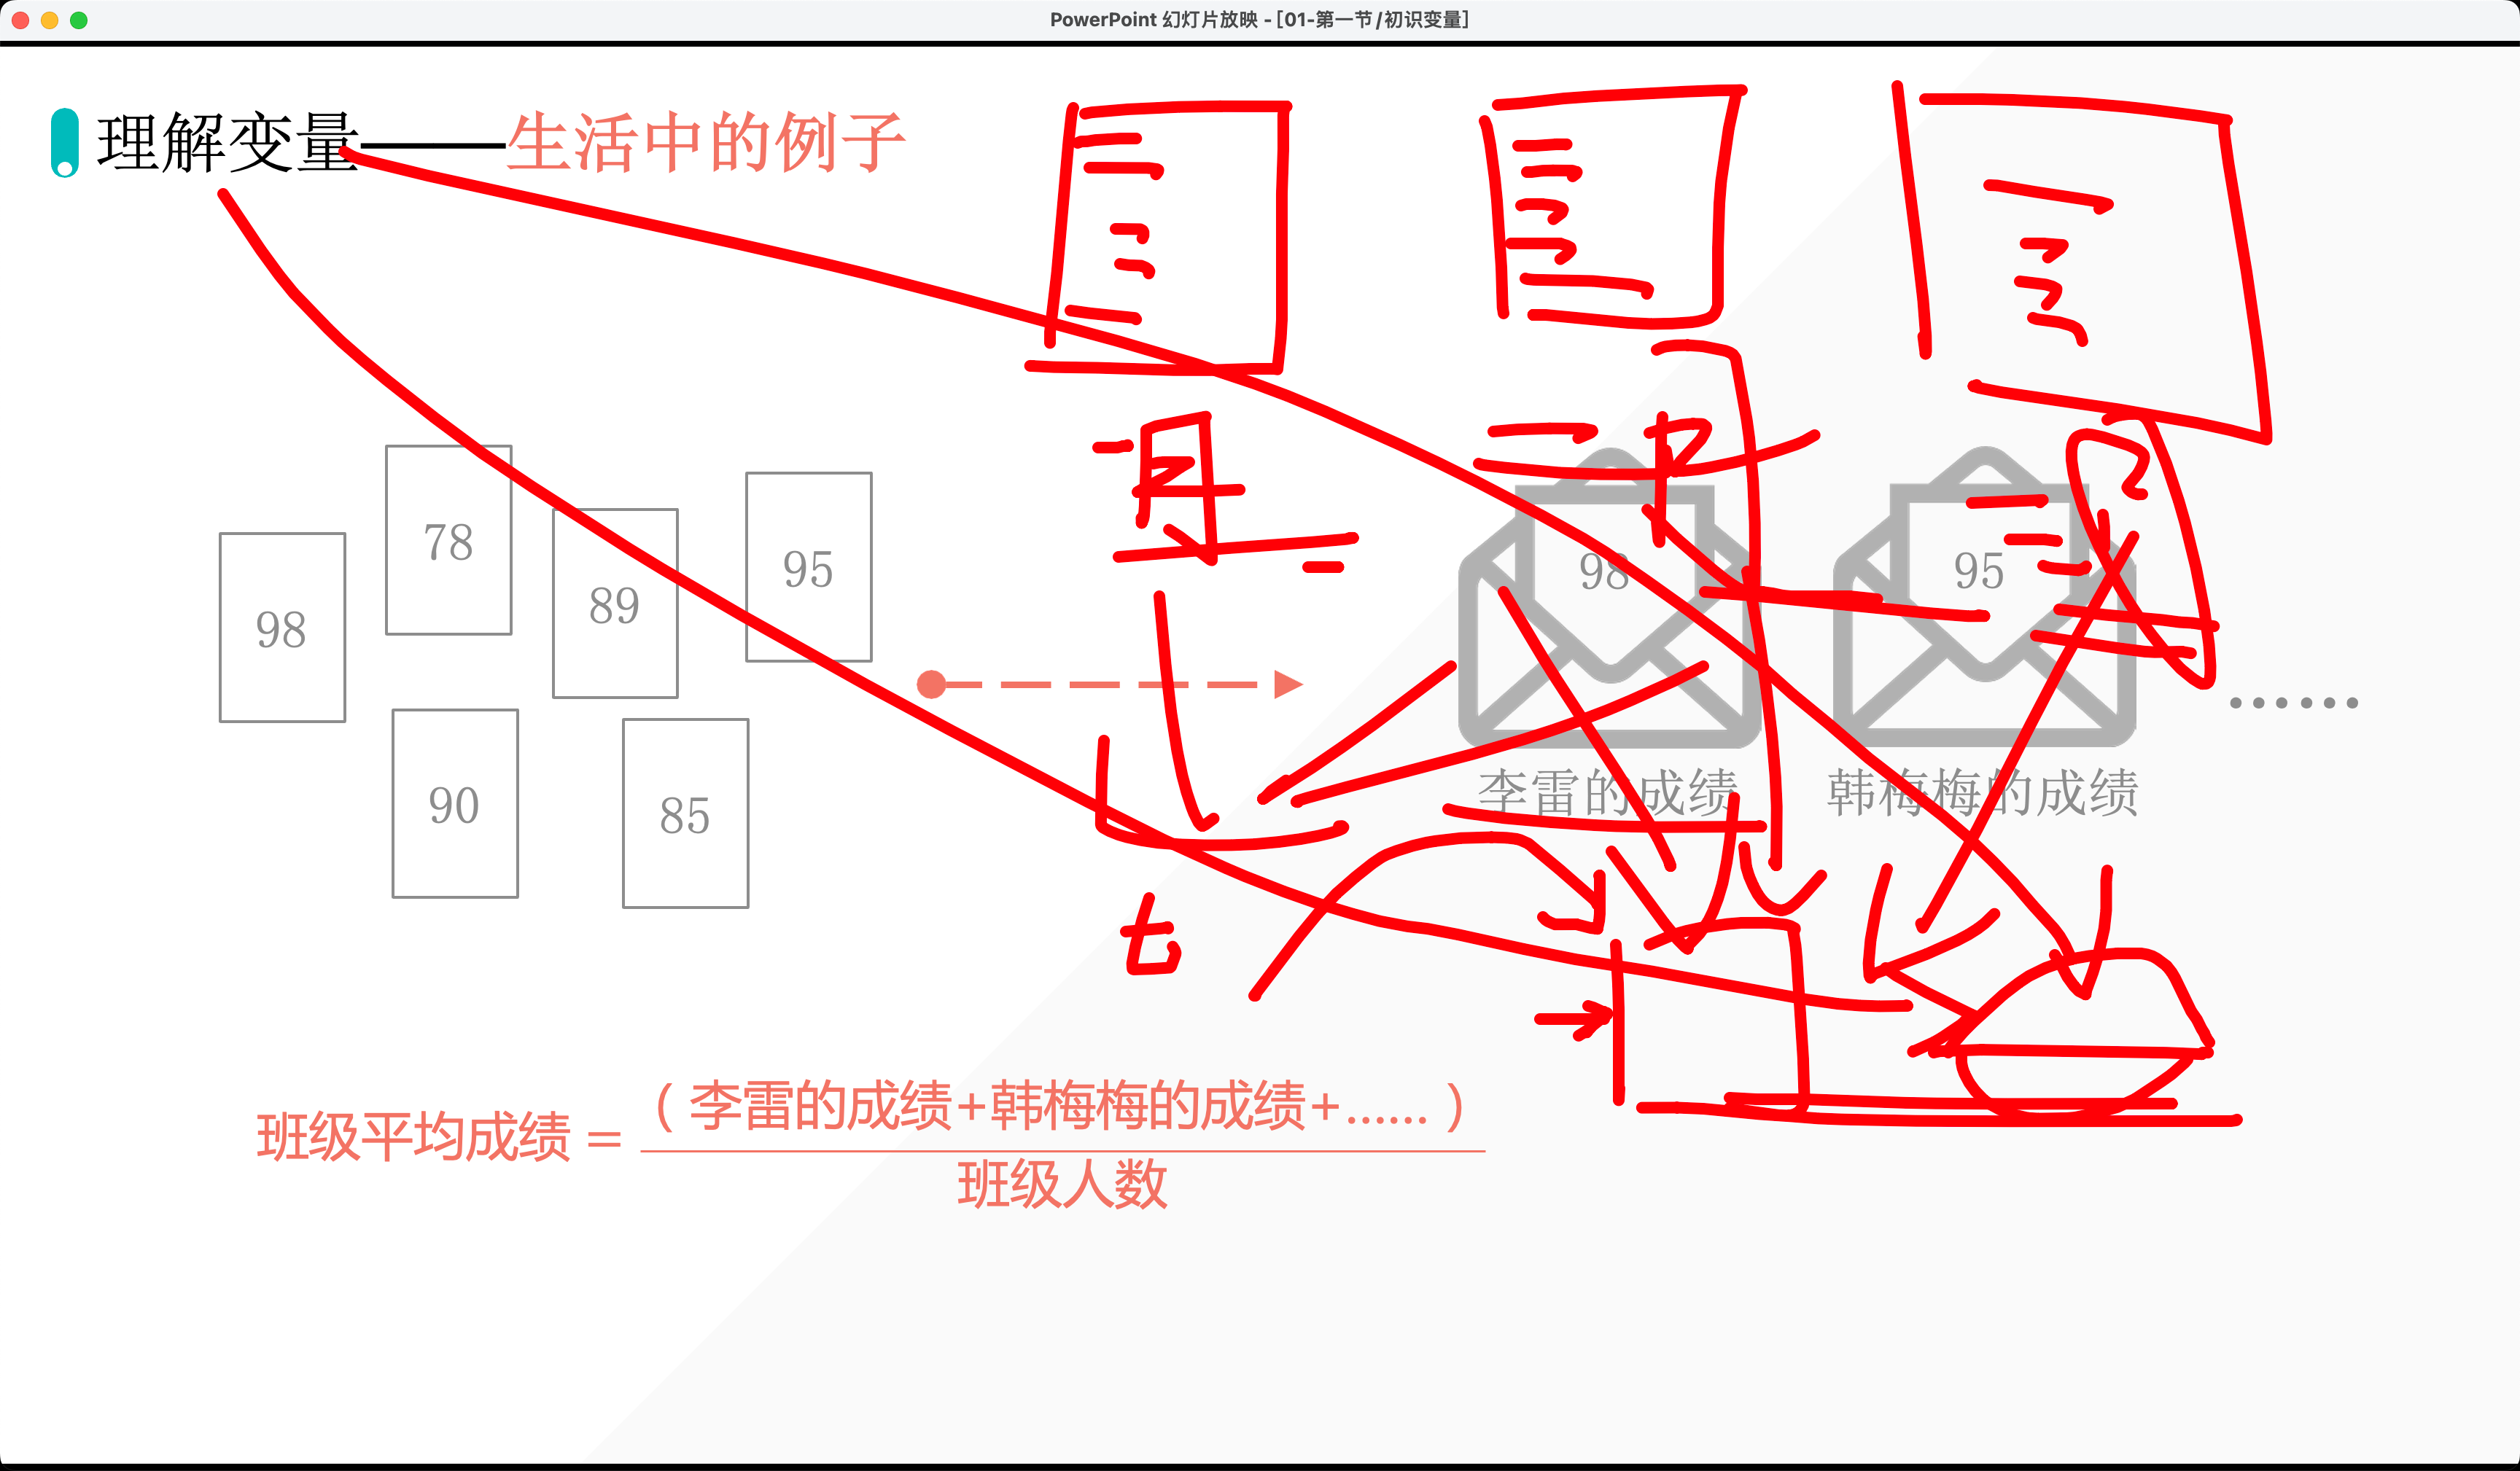 PowerPoint 幻灯片放映 - [01-第一节/初识变量]
理解变量——生活中的例子
78
98
89
95
98
95
……
90
85
李雷的成绩
韩梅梅的成绩
t
班级平均成绩 = ( 李雷的成绩+韩梅梅的成绩+…… )
班级人数